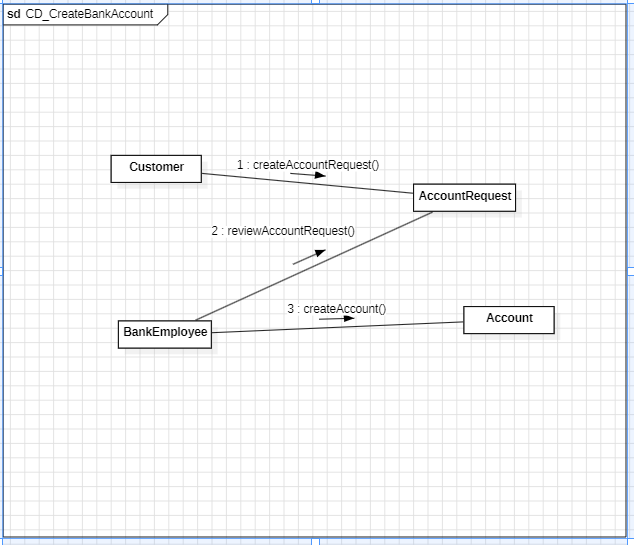 sd CD_CreateBankAccount
Customer
1 : createAccountRequest()
AccountRequest
2 : reviewAccountRequest()
BankEmployee
3 : createAccount()
Account